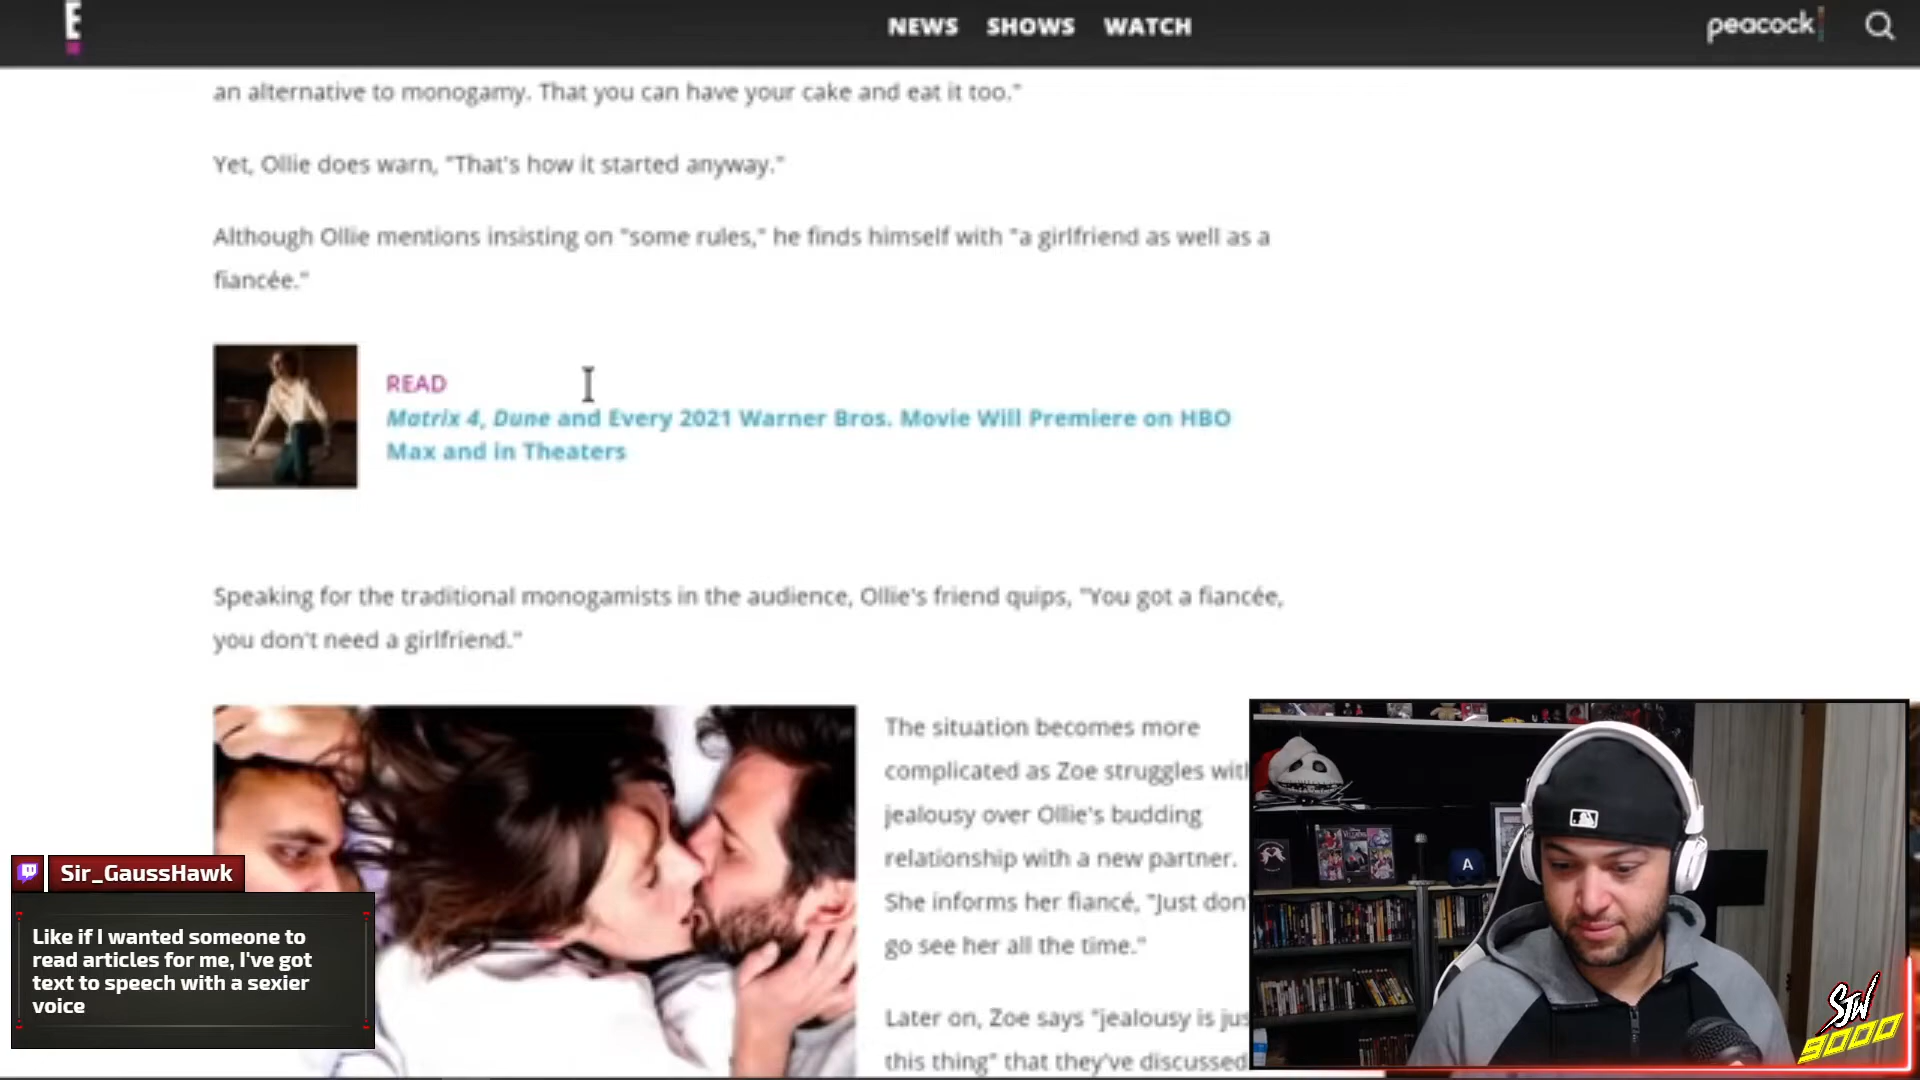 E
NEWS SHOWS WATCH
peacock
an alternative to monogamy. That you can have your cake and eat it too."
Yet, Ollie does warn, "That's how it started anyway."
Although Ollie mentions insisting on "some rules," he finds himself with "a girlfriend as well as a
fiancée."
READ
Matrix 4, Dune and Every 2021 Warner Bros. Movie Will Premiere on HBO
Max and in Theaters
Speaking for the traditional monogamists in the audience, Ollie's friend quips, "You got a fiancée,
you don't need a girlfriend."
The situation becomes more
complicated as Zoe struggles with
jealousy over Ollie's budding
relationship with a new partner.
She informs her fiancé, "Just don'
go see her all the time."
Later on, Zoe says "jealousy is jus
this thing" that they've discussed
Sir_GaussHawk
Like if I wanted someone to
read articles for me, I've got
text to speech with a sexier
voice
A
SJW
9000